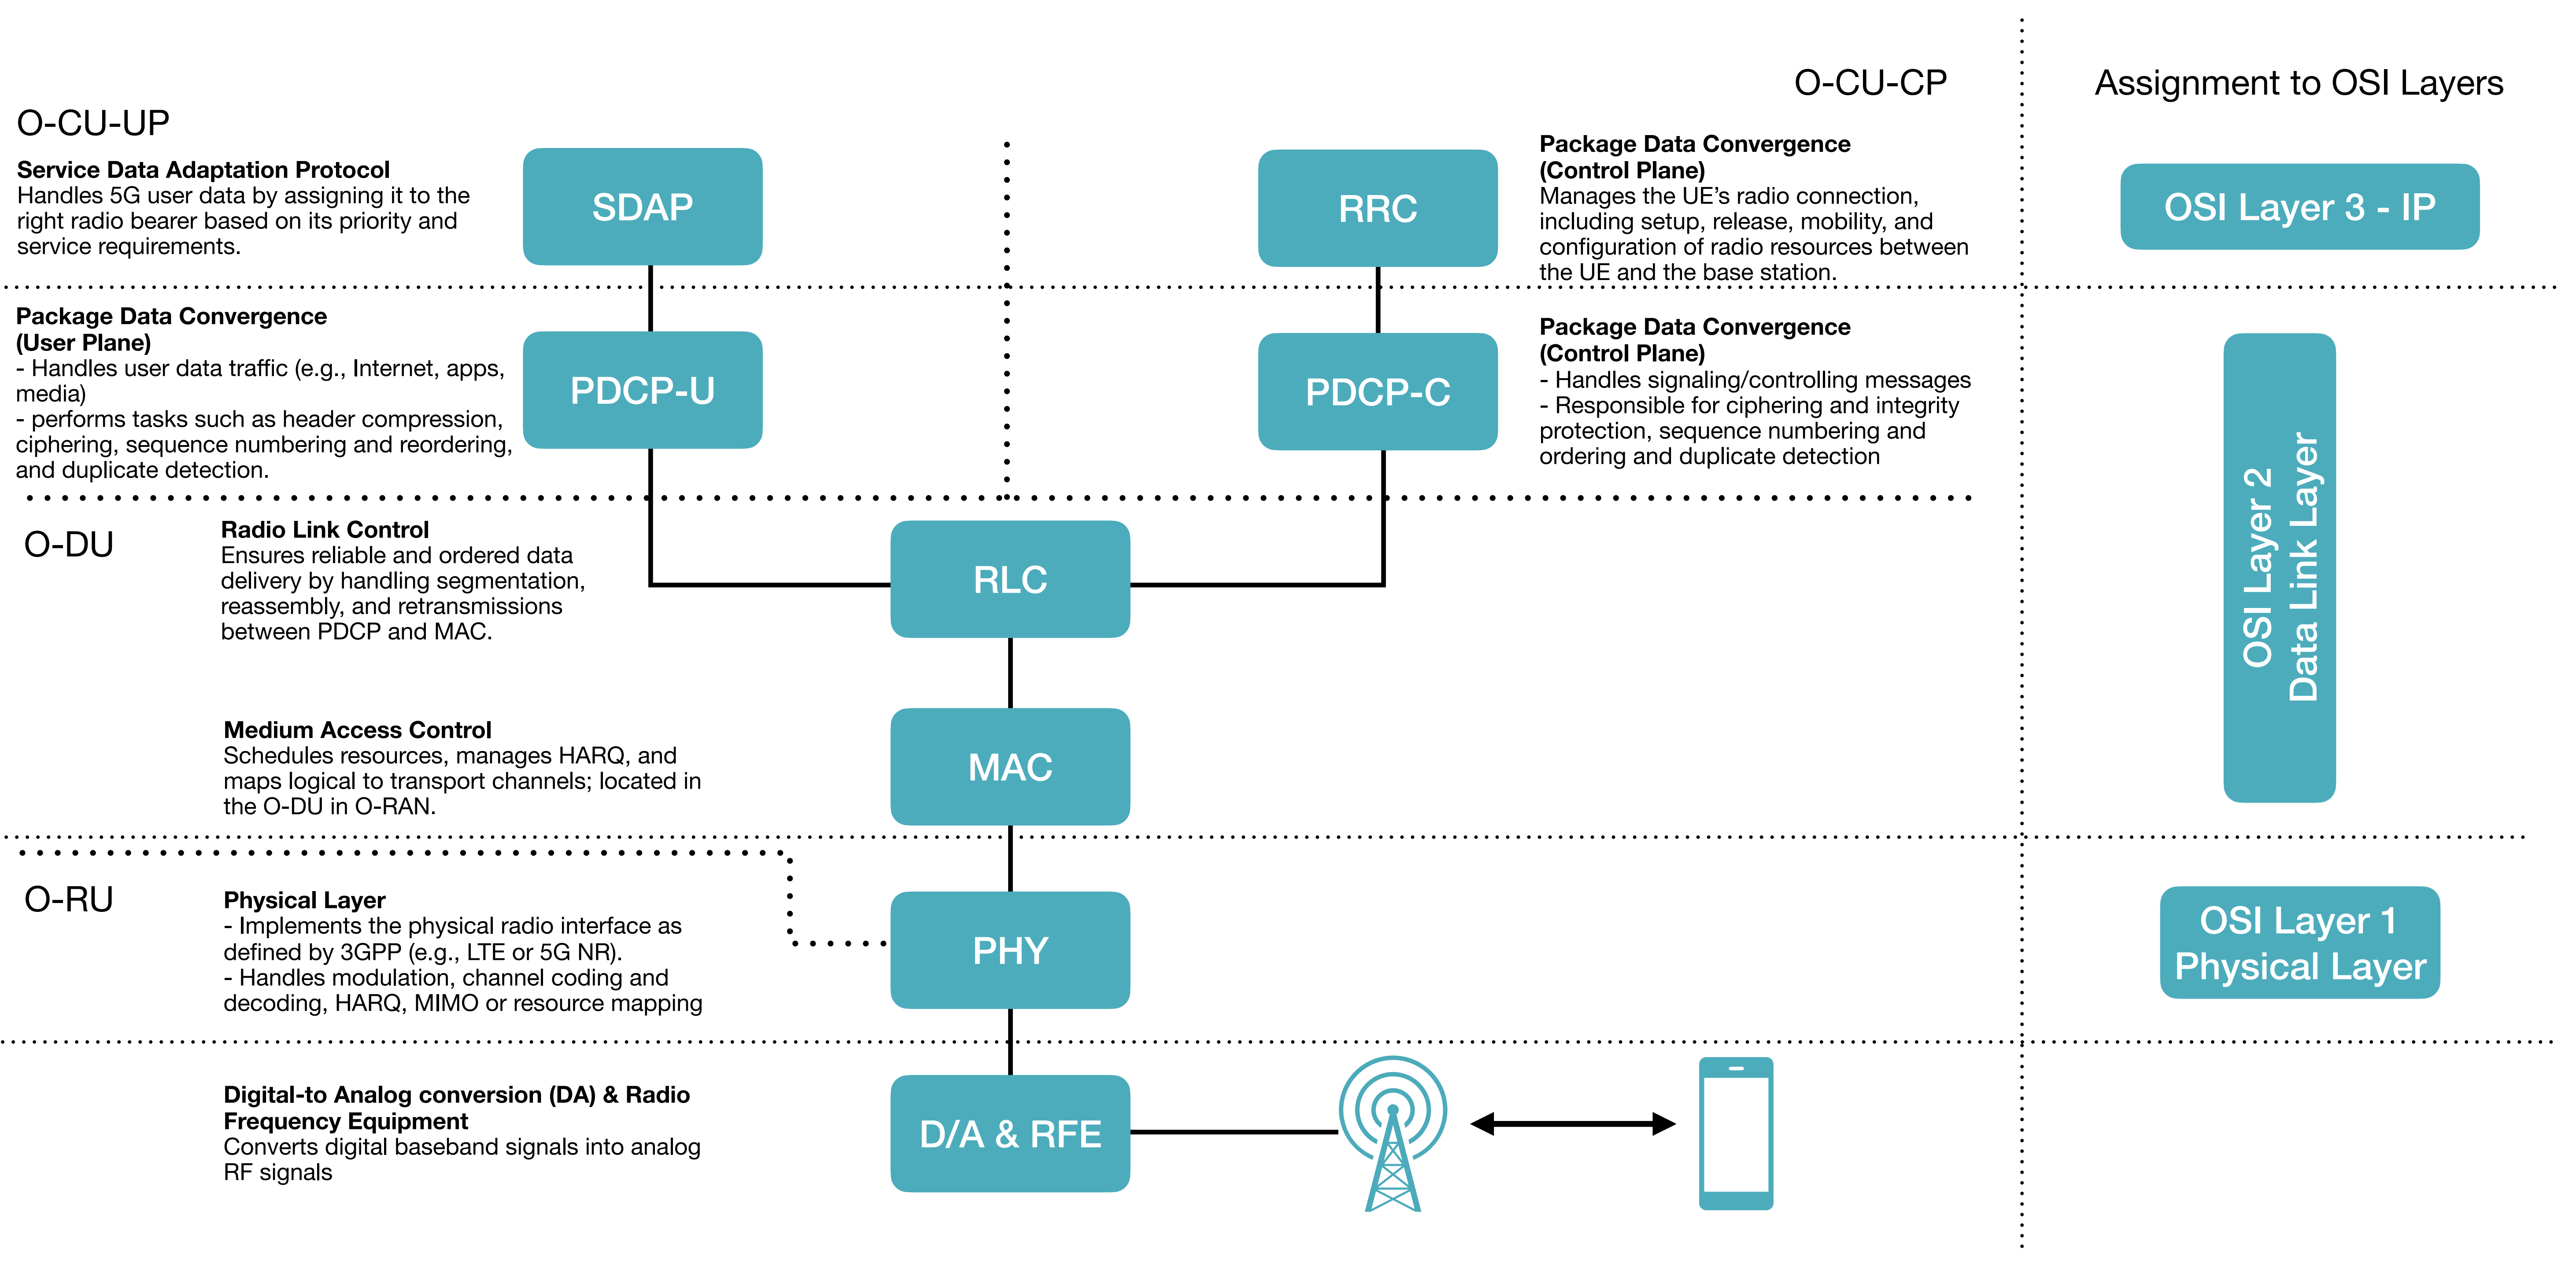 O-CU-UP
Service Data Adaptation Protocol
Handles 5G user data by assigning it to the
right radio bearer based on its priority and
service requirements.
SDAP
O-CU-CP
RRC
Package Data Convergence
(Control Plane)
Manages the UE’s radio connection,
including setup, release, mobility, and
configuration of radio resources between
the UE and the base station.
Assignment to OSI Layers
OSI Layer 3 - IP
Package Data Convergence
(User Plane)
- Handles user data traffic (e.g., Internet, apps,
media)
- performs tasks such as header compression,
ciphering, sequence numbering and reordering,
and duplicate detection.
PDCP-U
PDCP-C
Package Data Convergence
(Control Plane)
- Handles signaling/controlling messages
- Responsible for ciphering and integrity
protection, sequence numbering and
ordering and duplicate detection
OSI Layer 2
Data Link Layer
O-DU
Radio Link Control
Ensures reliable and ordered data
delivery by handling segmentation,
reassembly, and retransmissions
between PDCP and MAC.
RLC
Medium Access Control
Schedules resources, manages HARQ, and
maps logical to transport channels; located in
the O-DU in O-RAN.
MAC
O-RU
Physical Layer
- Implements the physical radio interface as
defined by 3GPP (e.g., LTE or 5G NR).
- Handles modulation, channel coding and
decoding, HARQ, MIMO or resource mapping
PHY
OSI Layer 1
Physical Layer
Digital-to Analog conversion (DA) & Radio
Frequency Equipment
Converts digital baseband signals into analog
RF signals
D/A & RFE